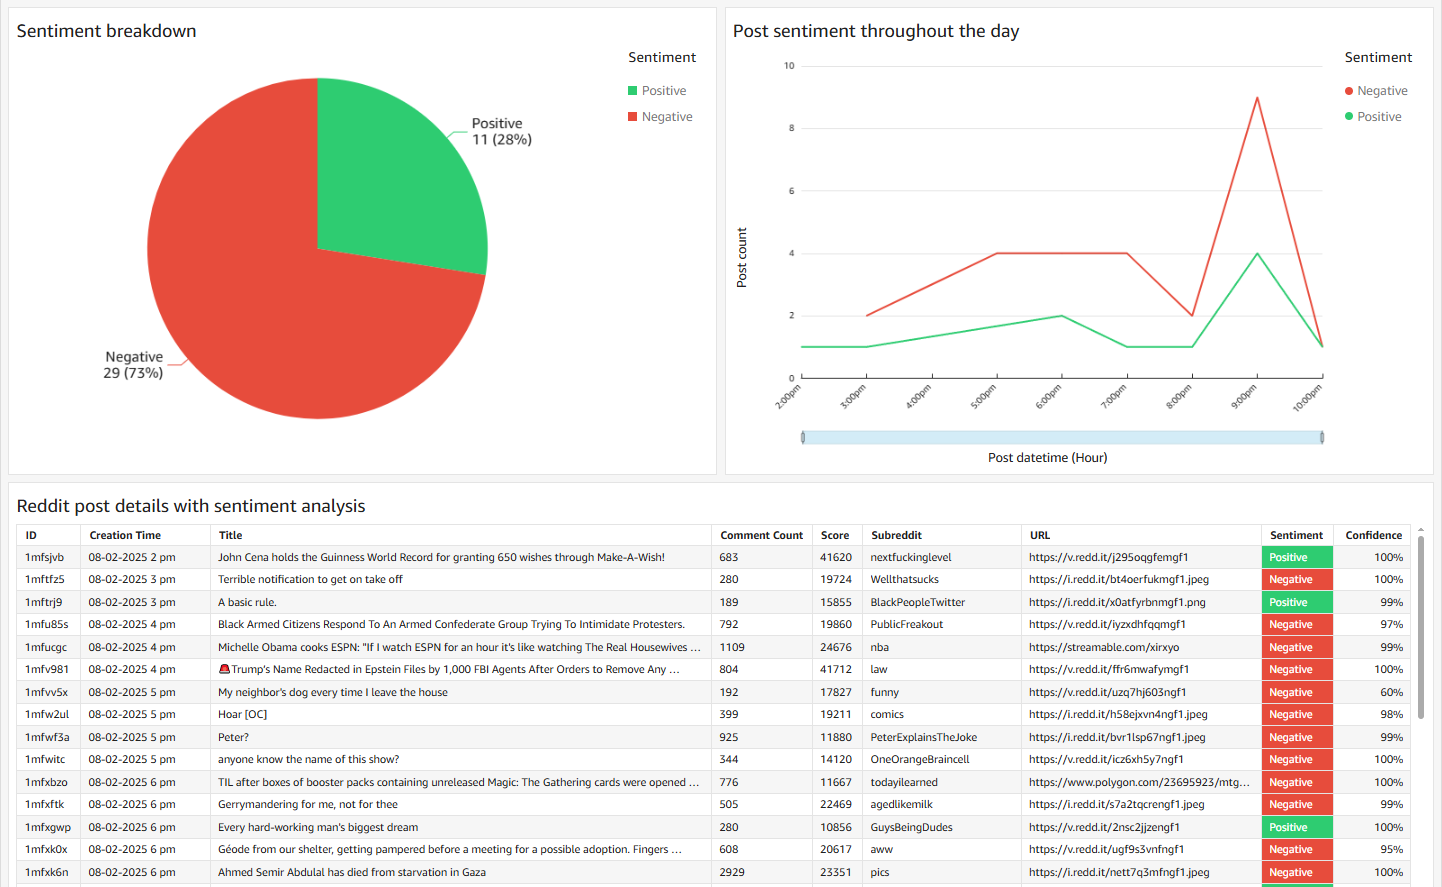 Sentiment breakdown
Sentiment
Positive
Negative
Positive
11 (28%)
Negative
29 (73%)
Post sentiment throughout the day
Sentiment
Negative
Positive
Post count
10
8
6
4
2
0
2:00pm 3:00pm 4:00pm 5:00pm 6:00pm 7:00pm 8:00pm 9:00pm 10:00pm
Post datetime (Hour)
Reddit post details with sentiment analysis
ID Creation Time Title Comment Count Score Subreddit URL Sentiment Confidence
1mfsjvb 08-02-2025 2 pm John Cena holds the Guinness World Record for granting 650 wishes through Make-A-Wish! 683 41620 nextfuckinglevel https://v.redd.it/j295oqgfemgf1 Positive 100%
1mftfz5 08-02-2025 3 pm Terrible notification to get on take off 280 19724 Wellthatsucks https://i.redd.it/bt4oerfukmgf1.jpeg Negative 100%
1mftrj9 08-02-2025 3 pm A basic rule. 189 15855 BlackPeopleTwitter https://i.redd.it/x0atfyrbnmgf1.png Positive 99%
1mfu85s 08-02-2025 4 pm Black Armed Citizens Respond To An Armed Confederate Group Trying To Intimidate Protesters. 792 19860 PublicFreakout https://v.redd.it/iyzxdhfqqmgf1 Negative 97%
1mfucgc 08-02-2025 4 pm Michelle Obama cooks ESPN: "If I watch ESPN for an hour it's like watching The Real Housewives ... 1109 24676 nba https://streamable.com/xirxyo Negative 99%
1mfv981 08-02-2025 4 pm 🚨Trump's Name Redacted in Epstein Files by 1,000 FBI Agents After Orders to Remove Any ... 804 41712 law https://v.redd.it/ffr6mwafymgf1 Negative 100%
1mfvv5x 08-02-2025 5 pm My neighbor's dog every time I leave the house 192 17827 funny https://v.redd.it/uzq7hj603ngf1 Negative 60%
1mfw2ul 08-02-2025 5 pm Hoar [OC] 399 19211 comics https://i.redd.it/h58ejxvn4ngf1.jpeg Negative 98%
1mfwf3a 08-02-2025 5 pm Peter? 925 11880 PeterExplainsTheJoke https://i.redd.it/bvr1lsp67ngf1.jpeg Negative 99%
1mfwitc 08-02-2025 5 pm anyone know the name of this show? 344 14120 OneOrangeBraincell https://v.redd.it/icz6xh5y7ngf1 Negative 100%
1mfxbzo 08-02-2025 6 pm TIL after boxes of booster packs containing unreleased Magic: The Gathering cards were opened ... 776 11667 todayilearned https://www.polygon.com/23695923/mtg... Negative 100%
1mfxftk 08-02-2025 6 pm Gerrymandering for me, not for thee 505 22469 agedlikemilk https://i.redd.it/s7a2tqcrengf1.jpeg Negative 99%
1mfxgwp 08-02-2025 6 pm Every hard-working man's biggest dream 280 10856 GuysBeingDudes https://v.redd.it/2nsc2jjzengf1 Positive 100%
1mfxk0x 08-02-2025 6 pm Géode from our shelter, getting pampered before a meeting for a possible adoption. Fingers ... 608 20617 aww https://v.redd.it/ugf9s3vnfngf1 Negative 95%
1mfxk6n 08-02-2025 6 pm Ahmed Semir Abdulal has died from starvation in Gaza 2929 23351 pics https://i.redd.it/nett7q3mfngf1.jpeg Negative 100%